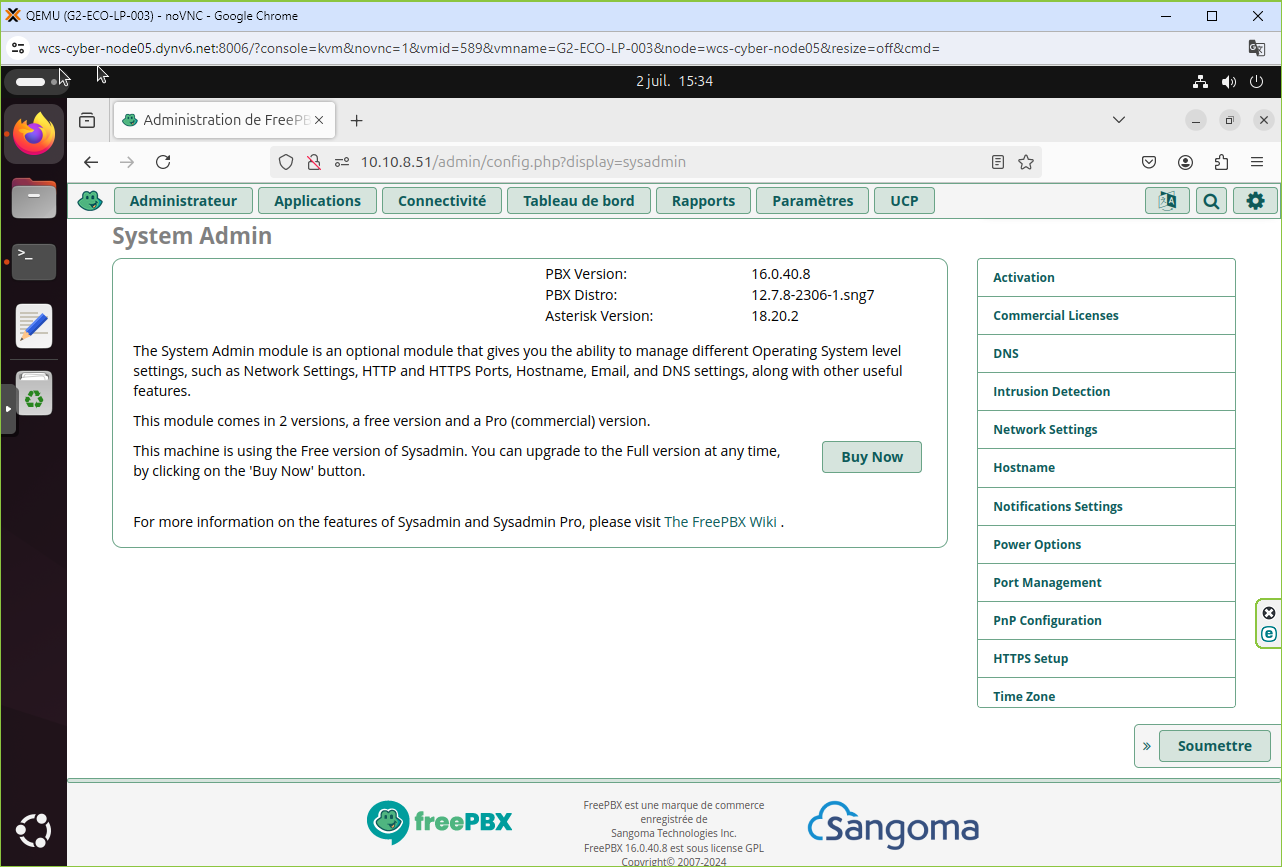 QEMU (G2-ECO-LP-003) - noVNC - Google Chrome
wcs-cyber-node05.dynv6.net:8006/?console=kvm&novnc=1&vmid=589&vmname=G2-ECO-LP-003&node=wcs-cyber-node05&resize=off&cmd=
2 juil. 15:34
Administration de FreePB
10.10.8.51/admin/config.php?display=sysadmin
Administrateur Applications Connectivité Tableau de bord Rapports Paramètres UCP
System Admin
PBX Version: 16.0.40.8
PBX Distro: 12.7.8-2306-1.sng7
Asterisk Version: 18.20.2
The System Admin module is an optional module that gives you the ability to manage different Operating System level
settings, such as Network Settings, HTTP and HTTPS Ports, Hostname, Email, and DNS settings, along with other useful
features.
This module comes in 2 versions, a free version and a Pro (commercial) version.
This machine is using the Free version of Sysadmin. You can upgrade to the Full version at any time,
by clicking on the 'Buy Now' button.
Buy Now
For more information on the features of Sysadmin and Sysadmin Pro, please visit The FreePBX Wiki .
Activation
Commercial Licenses
DNS
Intrusion Detection
Network Settings
Hostname
Notifications Settings
Power Options
Port Management
PnP Configuration
HTTPS Setup
Time Zone
» Soumettre
freePBX
FreePBX est une marque de commerce
enregistrée de
Sangoma Technologies Inc.
FreePBX 16.0.40.8 est sous license GPL
Copyright© 2007-2024
Sangoma